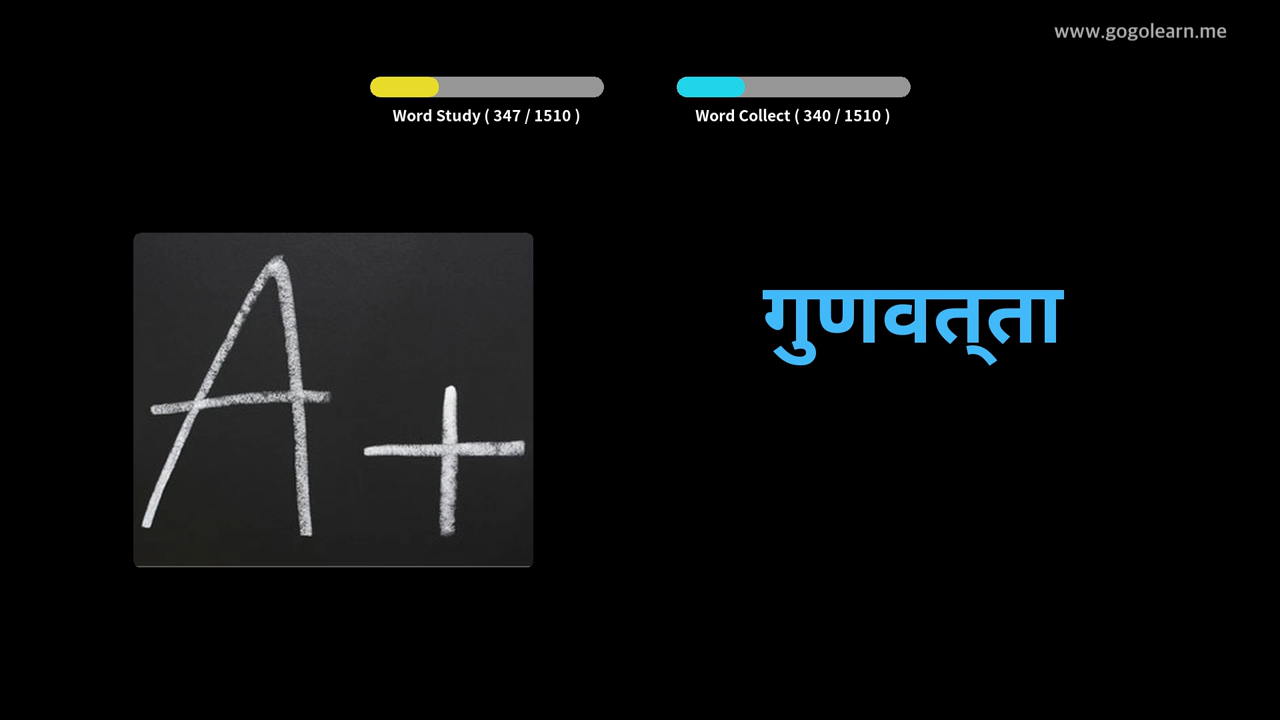 www.gogolearn.me
Word Study ( 347 / 1510 )
Word Collect ( 340 / 1510 )
A+
गुणवत्‌ता